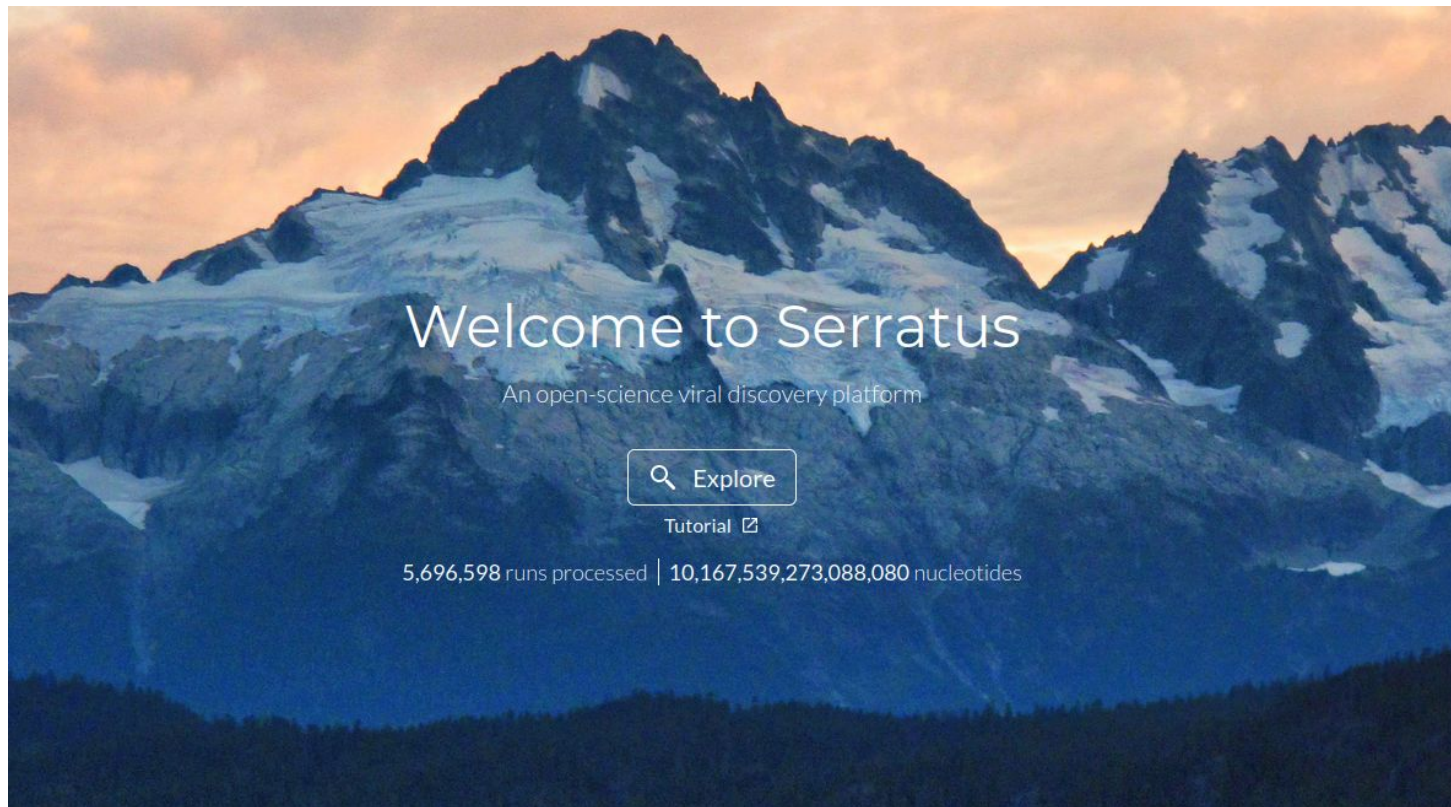 Welcome to Serratus
An open-science viral discovery platform
Explore
Tutorial
5,696,598 runs processed | 10,167,539,273,088,080 nucleotides